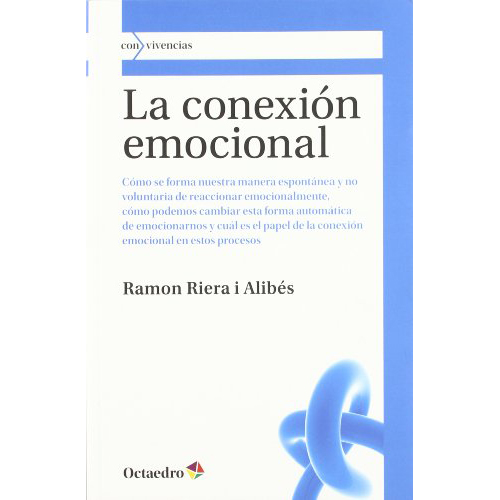 con vivencias
La conexión
emocional
Cómo se forma nuestra manera espontánea y no
voluntaria de reaccionar emocionalmente,
cómo podemos cambiar esta forma automática
de emocionarnos y cuál es el papel de la conexión
emocional en estos procesos
Ramon Riera i Alibés
Octaedro